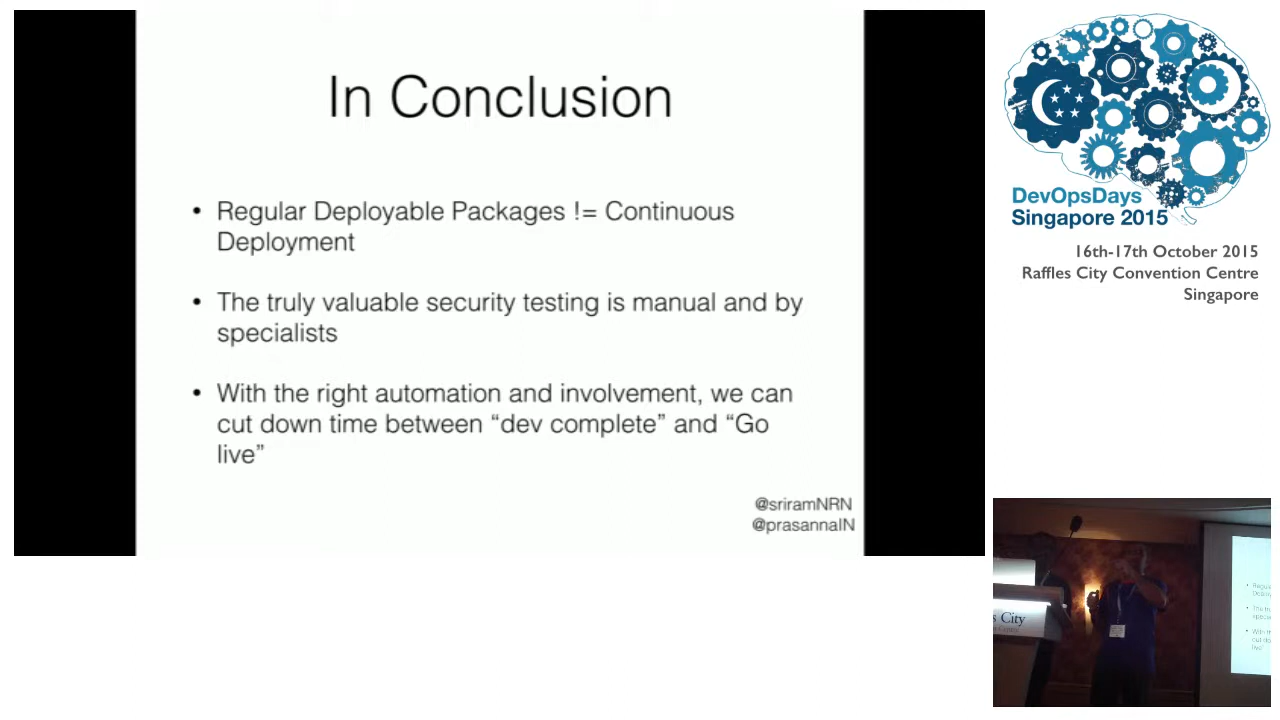 In Conclusion
• Regular Deployable Packages != Continuous
Deployment
• The truly valuable security testing is manual and by
specialists
• With the right automation and involvement, we can
cut down time between “dev complete” and “Go
live”
@sriramNRN
@prasannaIN
DevOpsDays
Singapore 2015
16th-17th October 2015
Raffles City Convention Centre
Singapore
s City